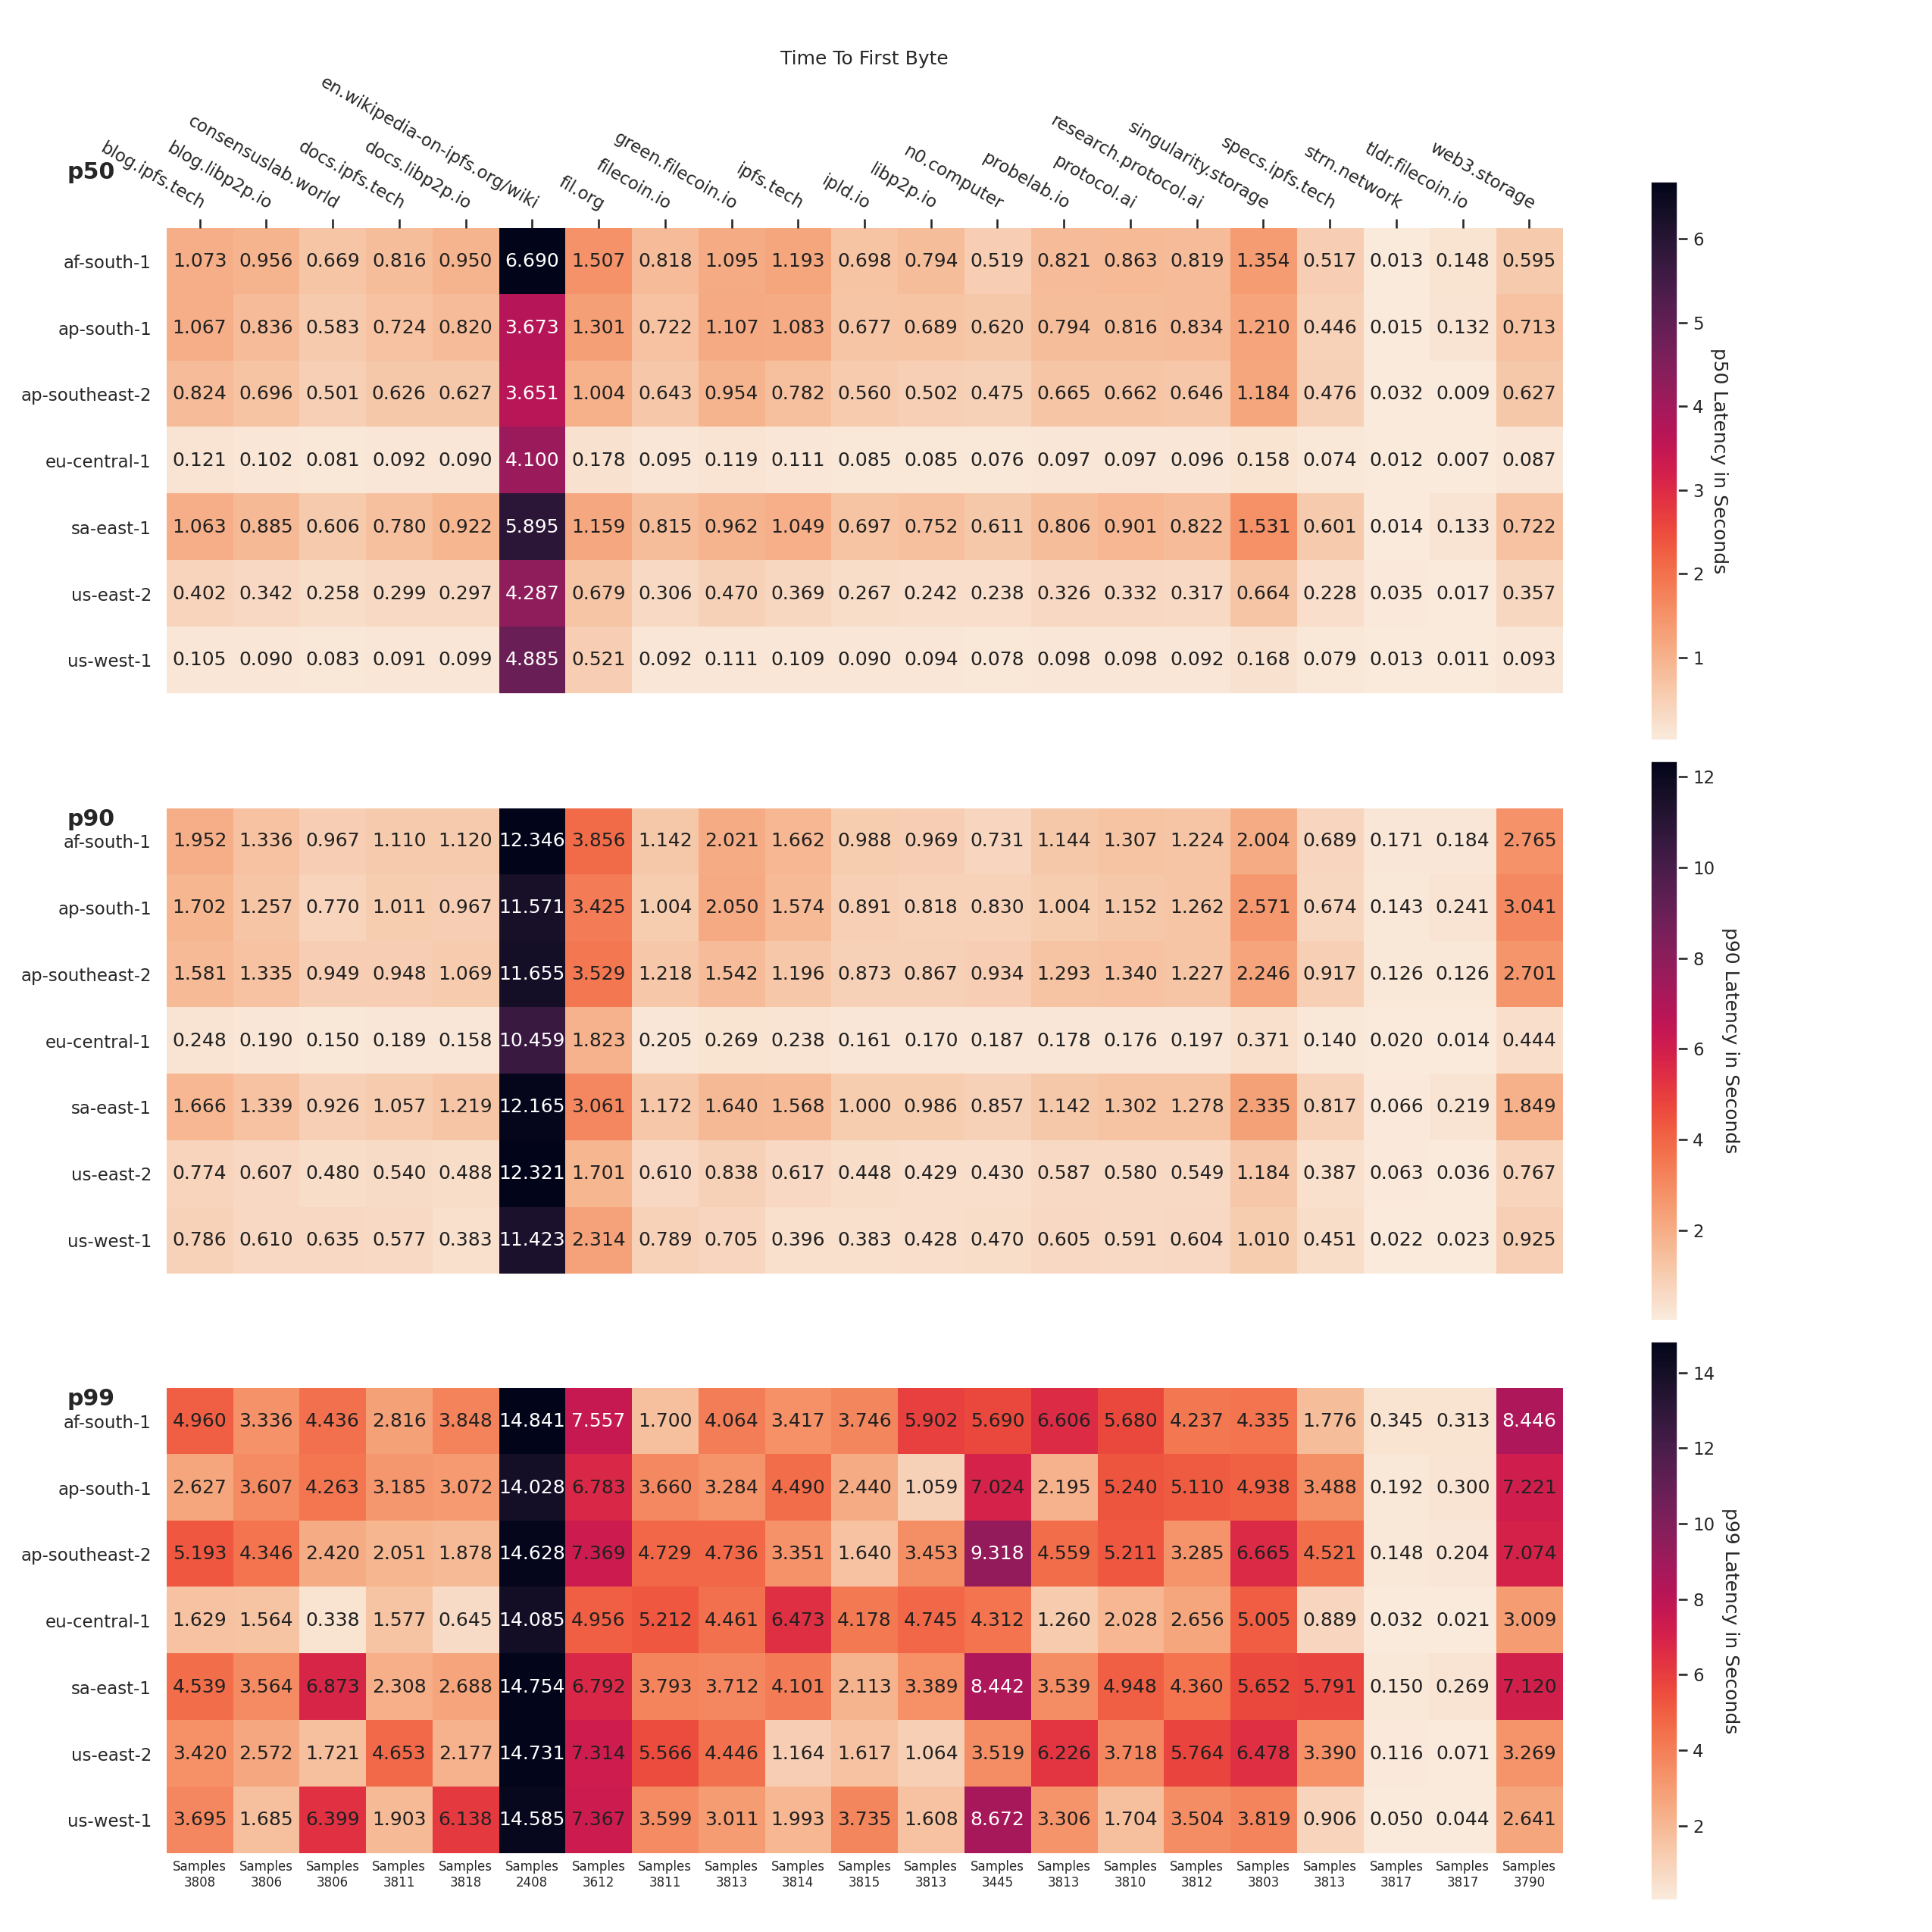 Time To First Byte
p50
blog.ipfs.tech
blog.libp2p.io
consensuslab.world
docs.ipfs.tech
docs.libp2p.io
en.wikipedia-on-ipfs.org/wiki
fil.org
filecoin.io
green.filecoin.io
ipfs.tech
ipld.io
libp2p.io
n0.computer
probelab.io
protocol.ai
research.protocol.ai
singularity.storage
specs.ipfs.tech
strn.network
tldr.filecoin.io
web3.storage
af-south-1 1.073 0.956 0.669 0.816 0.950 6.690 1.507 0.818 1.095 1.193 0.698 0.794 0.519 0.821 0.863 0.819 1.354 0.517 0.013 0.148 0.595
ap-south-1 1.067 0.836 0.583 0.724 0.820 3.673 1.301 0.722 1.107 1.083 0.677 0.689 0.620 0.794 0.816 0.834 1.210 0.446 0.015 0.132 0.713
ap-southeast-2 0.824 0.696 0.501 0.626 0.627 3.651 1.004 0.643 0.954 0.782 0.560 0.502 0.475 0.665 0.662 0.646 1.184 0.476 0.032 0.009 0.627
eu-central-1 0.121 0.102 0.081 0.092 0.090 4.100 0.178 0.095 0.119 0.111 0.085 0.085 0.076 0.097 0.097 0.096 0.158 0.074 0.012 0.007 0.087
sa-east-1 1.063 0.885 0.606 0.780 0.922 5.895 1.159 0.815 0.962 1.049 0.697 0.752 0.611 0.806 0.901 0.822 1.531 0.601 0.014 0.133 0.722
us-east-2 0.402 0.342 0.258 0.299 0.297 4.287 0.679 0.306 0.470 0.369 0.267 0.242 0.238 0.326 0.332 0.317 0.664 0.228 0.035 0.017 0.357
us-west-1 0.105 0.090 0.083 0.091 0.099 4.885 0.521 0.092 0.111 0.109 0.090 0.094 0.078 0.098 0.098 0.092 0.168 0.079 0.013 0.011 0.093
6
5
4
3
2
1
p50 Latency in Seconds
p90
af-south-1 1.952 1.336 0.967 1.110 1.120 12.346 3.856 1.142 2.021 1.662 0.988 0.969 0.731 1.144 1.307 1.224 2.004 0.689 0.171 0.184 2.765
ap-south-1 1.702 1.257 0.770 1.011 0.967 11.571 3.425 1.004 2.050 1.574 0.891 0.818 0.830 1.004 1.152 1.262 2.571 0.674 0.143 0.241 3.041
ap-southeast-2 1.581 1.335 0.949 0.948 1.069 11.655 3.529 1.218 1.542 1.196 0.873 0.867 0.934 1.293 1.340 1.227 2.246 0.917 0.126 0.126 2.701
eu-central-1 0.248 0.190 0.150 0.189 0.158 10.459 1.823 0.205 0.269 0.238 0.161 0.170 0.187 0.178 0.176 0.197 0.371 0.140 0.020 0.014 0.444
sa-east-1 1.666 1.339 0.926 1.057 1.219 12.165 3.061 1.172 1.640 1.568 1.000 0.986 0.857 1.142 1.302 1.278 2.335 0.817 0.066 0.219 1.849
us-east-2 0.774 0.607 0.480 0.540 0.488 12.321 1.701 0.610 0.838 0.617 0.448 0.429 0.430 0.587 0.580 0.549 1.184 0.387 0.063 0.036 0.767
us-west-1 0.786 0.610 0.635 0.577 0.383 11.423 2.314 0.789 0.705 0.396 0.383 0.428 0.470 0.605 0.591 0.604 1.010 0.451 0.022 0.023 0.925
12
10
8
6
4
2
p90 Latency in Seconds
p99
af-south-1 4.960 3.336 4.436 2.816 3.848 14.841 7.557 1.700 4.064 3.417 3.746 5.902 5.690 6.606 5.680 4.237 4.335 1.776 0.345 0.313 8.446
ap-south-1 2.627 3.607 4.263 3.185 3.072 14.028 6.783 3.660 3.284 4.490 2.440 1.059 7.024 2.195 5.240 5.110 4.938 3.488 0.192 0.300 7.221
ap-southeast-2 5.193 4.346 2.420 2.051 1.878 14.628 7.369 4.729 4.736 3.351 1.640 3.453 9.318 4.559 5.211 3.285 6.665 4.521 0.148 0.204 7.074
eu-central-1 1.629 1.564 0.338 1.577 0.645 14.085 4.956 5.212 4.461 6.473 4.178 4.745 4.312 1.260 2.028 2.656 5.005 0.889 0.032 0.021 3.009
sa-east-1 4.539 3.564 6.873 2.308 2.688 14.754 6.792 3.793 3.712 4.101 2.113 3.389 8.442 3.539 4.948 4.360 5.652 5.791 0.150 0.269 7.120
us-east-2 3.420 2.572 1.721 4.653 2.177 14.731 7.314 5.566 4.446 1.164 1.617 1.064 3.519 6.226 3.718 5.764 6.478 3.390 0.116 0.071 3.269
us-west-1 3.695 1.685 6.399 1.903 6.138 14.585 7.367 3.599 3.011 1.993 3.735 1.608 8.672 3.306 1.704 3.504 3.819 0.906 0.050 0.044 2.641
Samples Samples Samples Samples Samples Samples Samples Samples Samples Samples Samples Samples Samples Samples Samples Samples Samples Samples Samples Samples Samples
3808 3806 3806 3811 3818 2408 3612 3811 3813 3814 3815 3813 3445 3813 3810 3812 3803 3813 3817 3817 3790
14
12
10
8
6
4
2
p99 Latency in Seconds